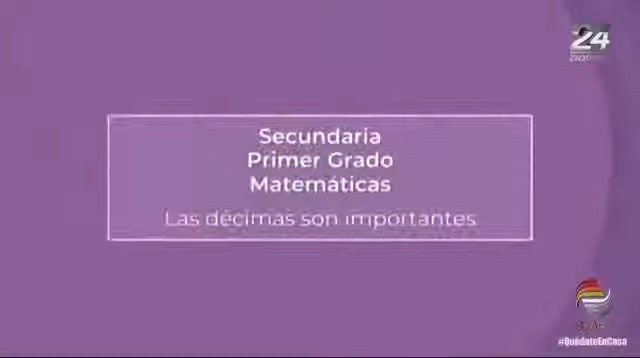 24
Secundaria
Primer Grado
Matemáticas
Las décimas son importantes
#QuédateEnCasa